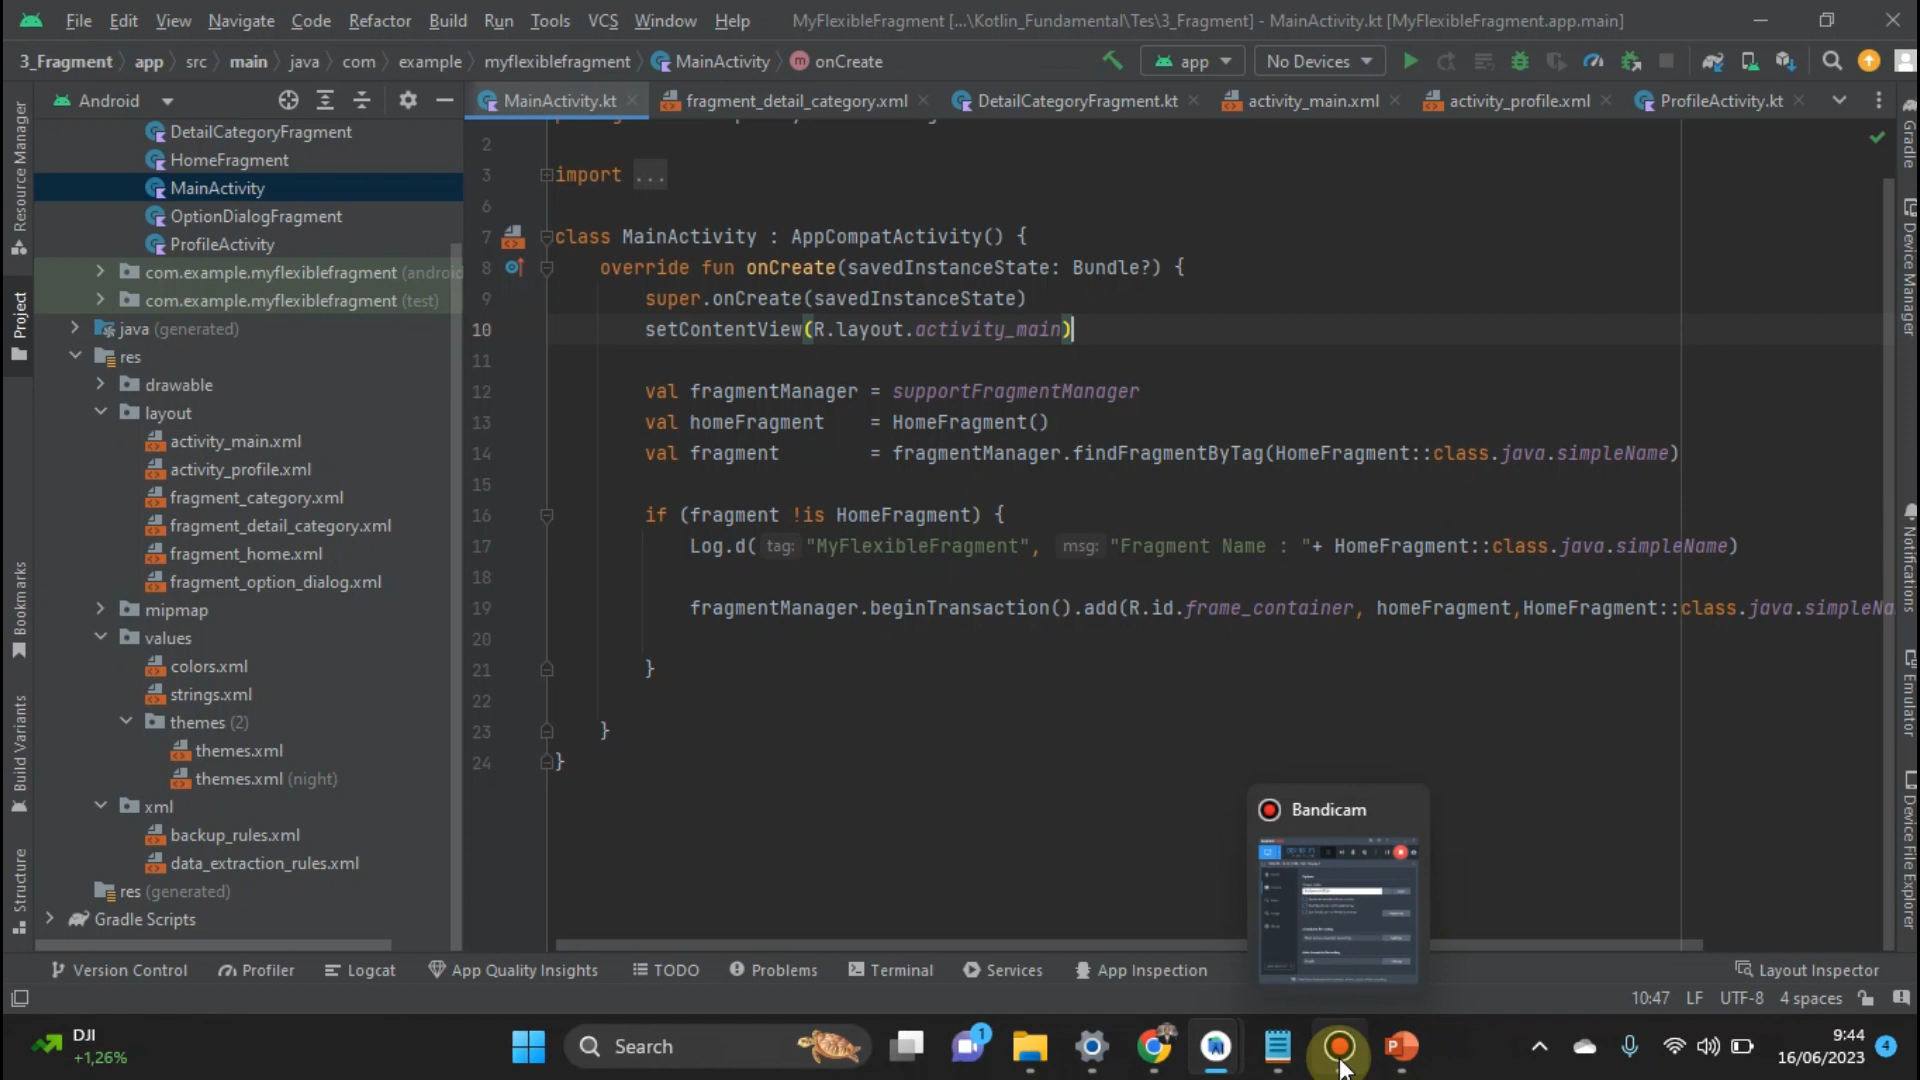 File Edit View Navigate Code Refactor Build Run Tools VCS Window Help MyFlexibleFragment [...\Kotlin_Fundamental\Tes\3_Fragment] - MainActivity.kt [MyFlexibleFragment.app.main]
3_Fragment app src main java com example myflexiblefragment MainActivity onCreate app No Devices
Android
MainActivity.kt fragment_detail_category.xml DetailCategoryFragment.kt activity_main.xml activity_profile.xml ProfileActivity.kt
Resource Manager
Project
Bookmarks
Build Variants
Structure
DetailCategoryFragment
HomeFragment
MainActivity
OptionDialogFragment
ProfileActivity
com.example.myflexiblefragment (androi
com.example.myflexiblefragment (test)
java (generated)
res
drawable
layout
activity_main.xml
activity_profile.xml
fragment_category.xml
fragment_detail_category.xml
fragment_home.xml
fragment_option_dialog.xml
mipmap
values
colors.xml
strings.xml
themes (2)
themes.xml
themes.xml (night)
xml
backup_rules.xml
data_extraction_rules.xml
res (generated)
Gradle Scripts
2
3 import ...
6
7 class MainActivity : AppCompatActivity() {
8 override fun onCreate(savedInstanceState: Bundle?) {
9 super.onCreate(savedInstanceState)
10 setContentView(R.layout.activity_main)
11
12 val fragmentManager = supportFragmentManager
13 val homeFragment = HomeFragment()
14 val fragment = fragmentManager.findFragmentByTag(HomeFragment::class.java.simpleName)
15
16 if (fragment !is HomeFragment) {
17 Log.d( tag: "MyFlexibleFragment", msg: "Fragment Name : "+ HomeFragment::class.java.simpleName)
18
19 fragmentManager.beginTransaction().add(R.id.frame_container, homeFragment,HomeFragment::class.java.simpleNa
20
21 }
22
23 }
24 }
Gradle
Device Manager
Notifications
Emulator
Device File Explorer
Bandicam
Version Control Profiler Logcat App Quality Insights TODO Problems Terminal Services App Inspection Layout Inspector
10:47 LF UTF-8 4 spaces
DJI
+1,26%
Search
1
9:44
16/06/2023
4